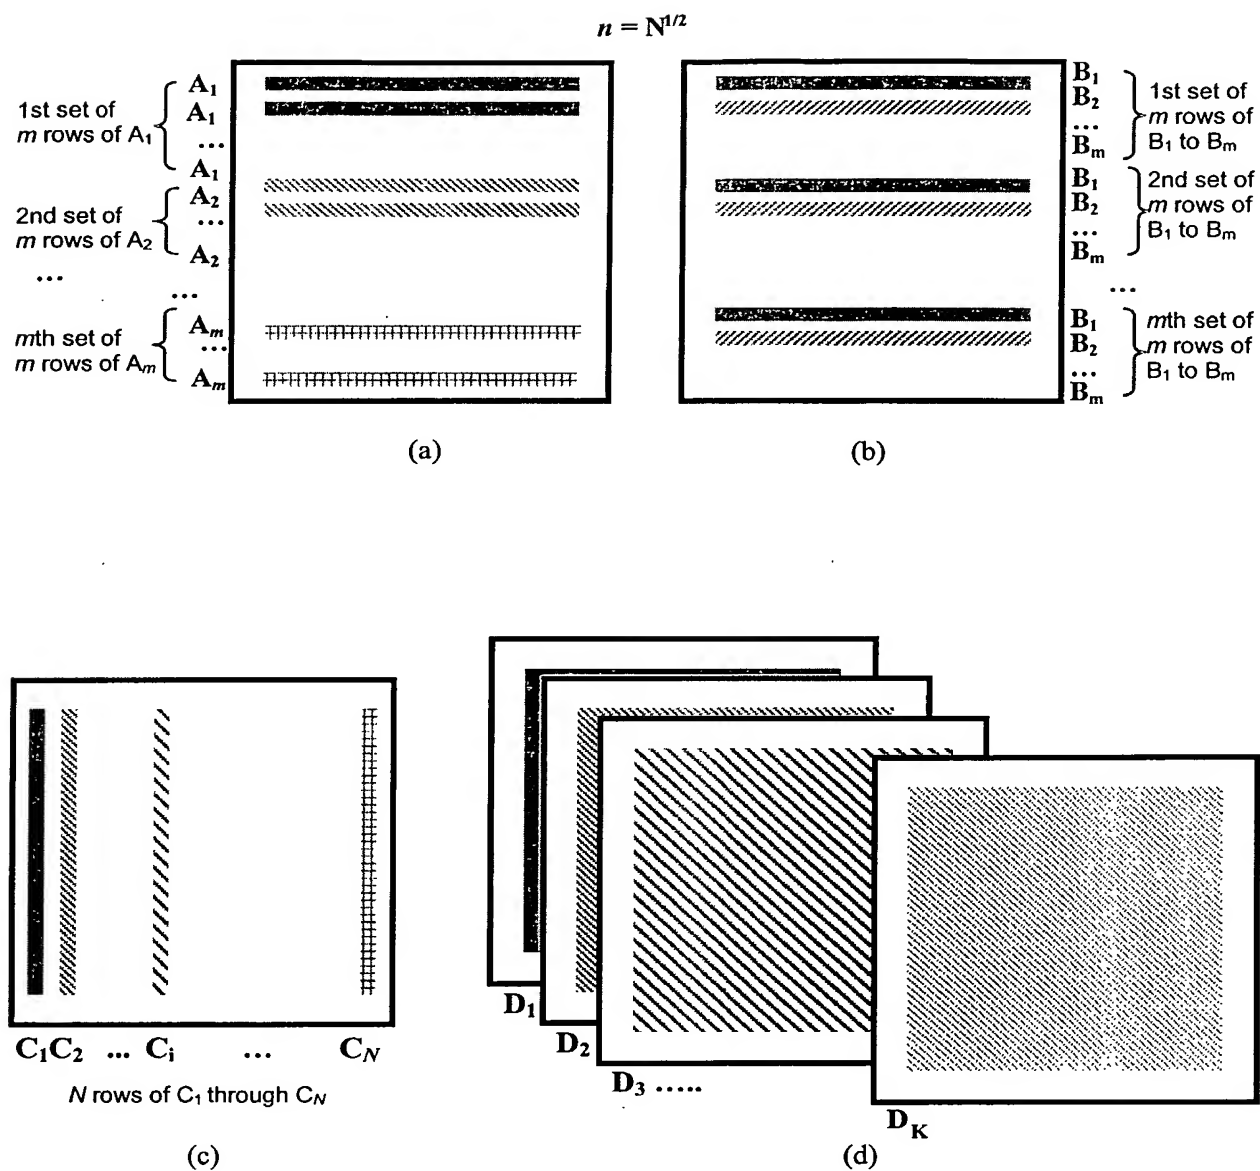 n = N^1/2
1st set of
m rows of A1
A1
A1
...
A1
2nd set of
m rows of A2
A2
...
A2
...
...
mth set of
m rows of Am
Am
...
Am
(a)
B1
B2
...
Bm
1st set of
m rows of
B1 to Bm
B1
B2
...
Bm
2nd set of
m rows of
B1 to Bm
...
B1
B2
...
Bm
mth set of
m rows of
B1 to Bm
(b)
C1 C2 ... Ci ... CN
N rows of C1 through CN
(c)
D1
D2
D3 .....
DK
(d)